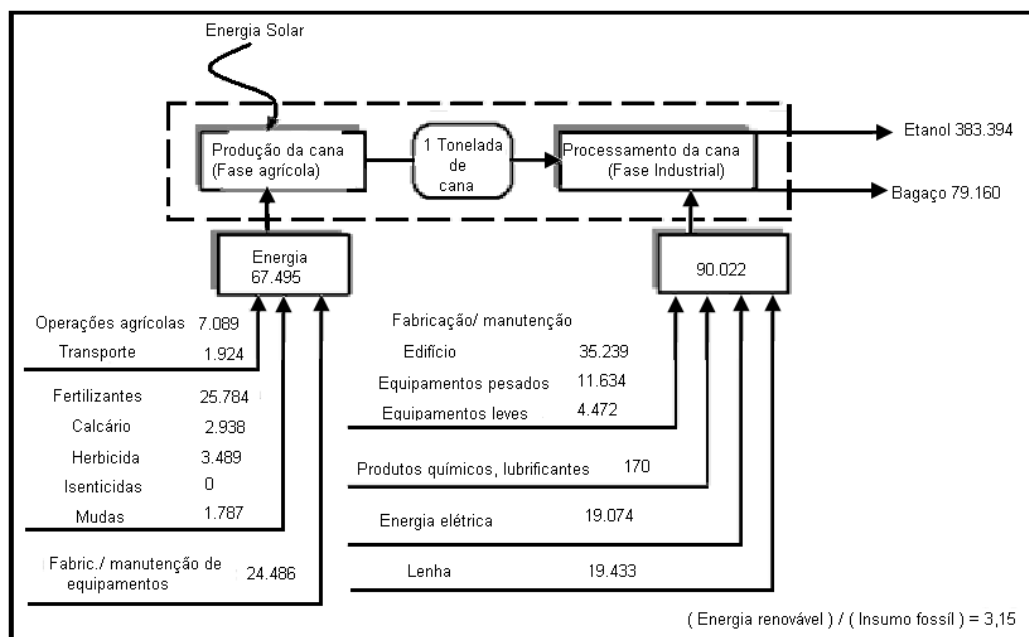 Energia Solar
Produção da cana
(Fase agrícola)
1 Tonelada
de
cana
Processamento da cana
(Fase Industrial)
Etanol 383.394
Bagaço 79.160
Energia
67.495
90.022
Operações agrícolas 7.089
Transporte 1.924
Fertilizantes 25.784
Calcário 2.938
Herbicida 3.489
Isenticidas 0
Mudas 1.787
Fabric./ manutenção de
equipamentos 24.486
Fabricação/ manutenção
Edifício 35.239
Equipamentos pesados 11.634
Equipamentos leves 4.472
Produtos químicos, lubrificantes 170
Energia elétrica 19.074
Lenha 19.433
( Energia renovável ) / ( Insumo fossíl ) = 3,15